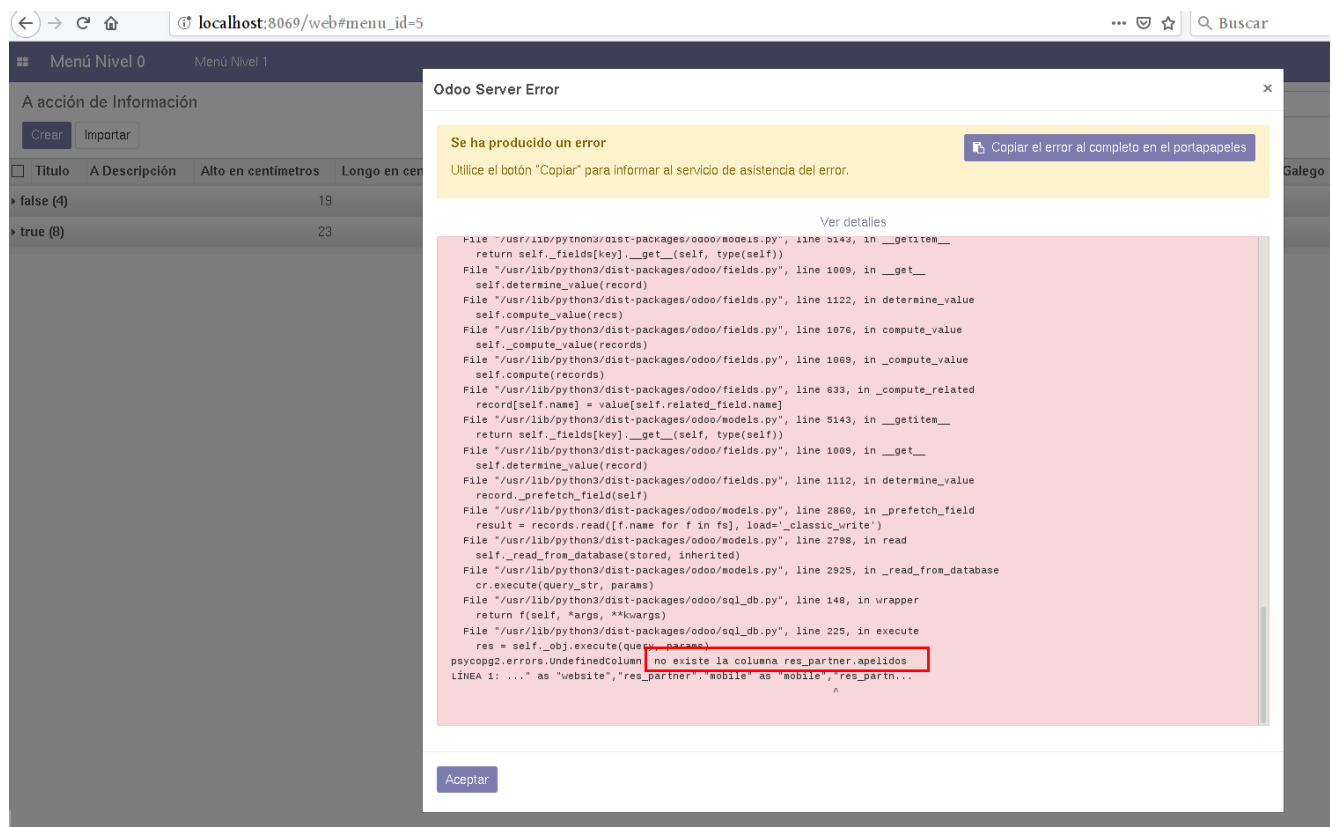 localhost:8069/web#menu_id=5
Buscar
Menú Nivel 0 Menú Nivel 1
A acción de Información
Crear Importar
Titulo A Descripción Alto en centímetros Longo en cen
Galego
false (4) 19
true (8) 23
Odoo Server Error ×
Se ha producido un error
Copiar el error al completo en el portapapeles
Utilice el botón "Copiar" para informar al servicio de asistencia del error.
Ver detalles
File "/usr/lib/python3/dist-packages/odoo/models.py", line 5143, in __getitem__
return self._fields[key].__get__(self, type(self))
File "/usr/lib/python3/dist-packages/odoo/fields.py", line 1009, in __get__
self.determine_value(record)
File "/usr/lib/python3/dist-packages/odoo/fields.py", line 1122, in determine_value
self.compute_value(recs)
File "/usr/lib/python3/dist-packages/odoo/fields.py", line 1076, in compute_value
self._compute_value(records)
File "/usr/lib/python3/dist-packages/odoo/fields.py", line 1069, in _compute_value
self.compute(records)
File "/usr/lib/python3/dist-packages/odoo/fields.py", line 633, in _compute_related
record[self.name] = value[self.related_field.name]
File "/usr/lib/python3/dist-packages/odoo/models.py", line 5143, in __getitem__
return self._fields[key].__get__(self, type(self))
File "/usr/lib/python3/dist-packages/odoo/fields.py", line 1009, in __get__
self.determine_value(record)
File "/usr/lib/python3/dist-packages/odoo/fields.py", line 1112, in determine_value
record._prefetch_field(self)
File "/usr/lib/python3/dist-packages/odoo/models.py", line 2860, in _prefetch_field
result = records.read([f.name for f in fs], load='_classic_write')
File "/usr/lib/python3/dist-packages/odoo/models.py", line 2798, in read
self._read_from_database(stored, inherited)
File "/usr/lib/python3/dist-packages/odoo/models.py", line 2925, in _read_from_database
cr.execute(query_str, params)
File "/usr/lib/python3/dist-packages/odoo/sql_db.py", line 148, in wrapper
return f(self, *args, **kwargs)
File "/usr/lib/python3/dist-packages/odoo/sql_db.py", line 225, in execute
res = self._obj.execute(query, params)
psycopg2.errors.UndefinedColumn: no existe la columna res_partner.apelidos
LÍNEA 1: ..." as "website","res_partner"."mobile" as "mobile","res_partn...
^
Aceptar